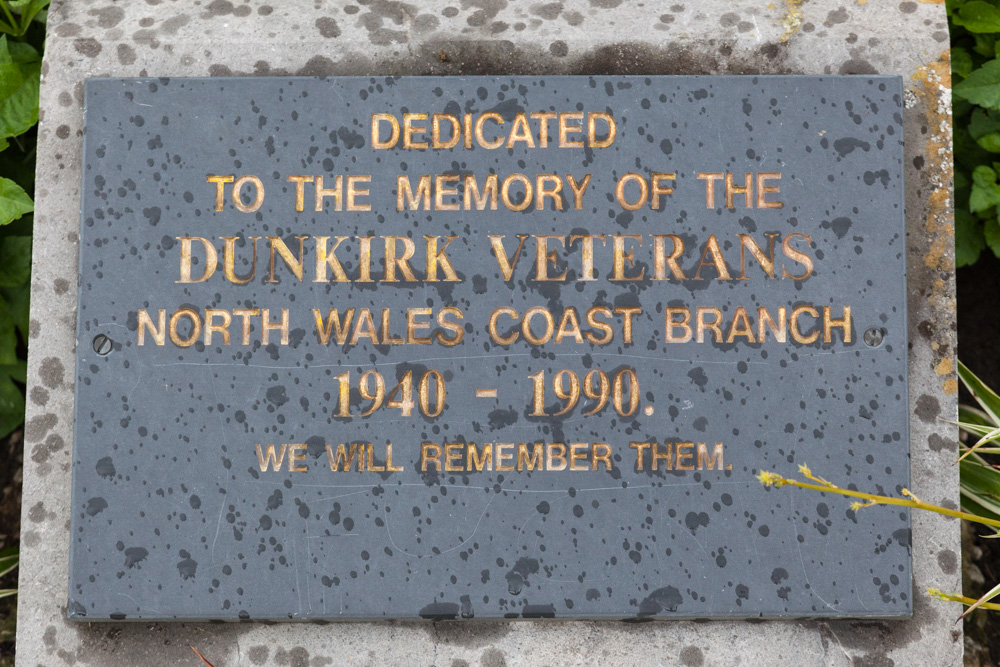 DEDICATED
TO THE MEMORY OF THE
DUNKIRK VETERANS
NORTH WALES COAST BRANCH
1940 - 1990.
WE WILL REMEMBER THEM.